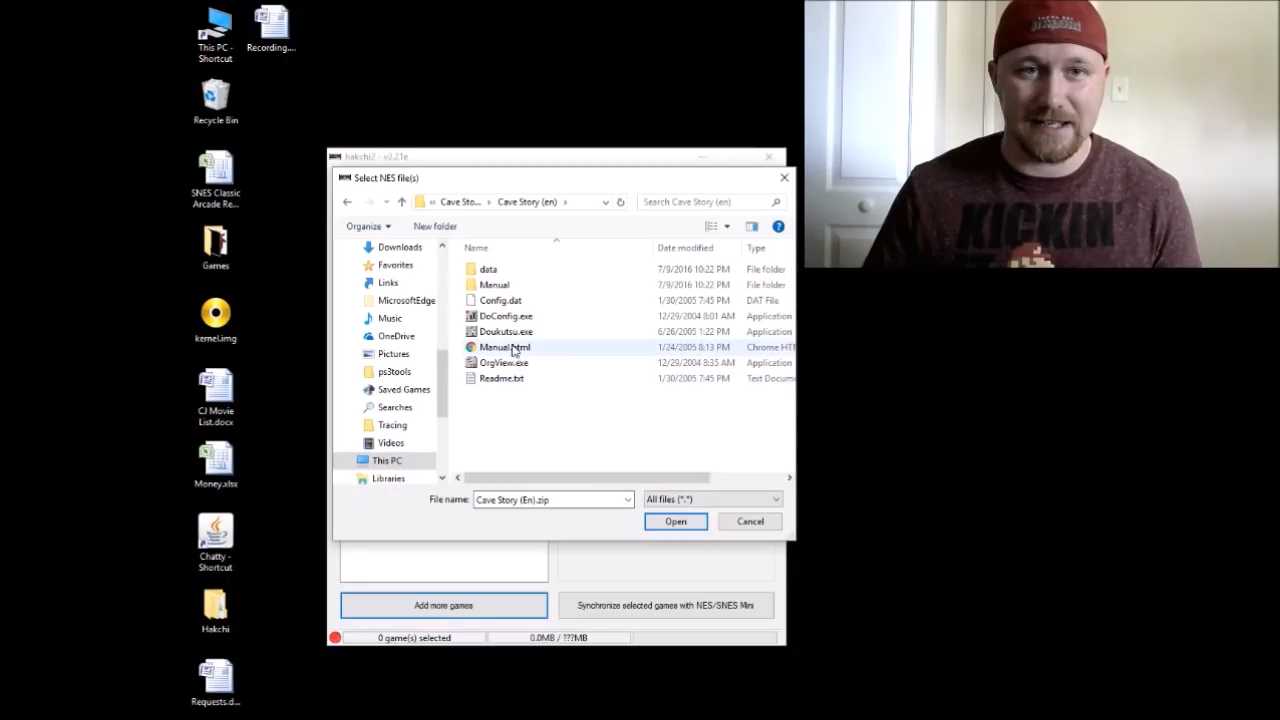 This PC -
Shortcut
Recording....
Recycle Bin
SNES Classic
Arcade Re...
Games
kernel.img
CJ Movie
List.docx
Money.xlsx
Chatty -
Shortcut
Hakchi
Requests.d...
hakchi2 - v2.21e
Select NES file(s)
« Cave Sto... › Cave Story (en) ›
Search Cave Story (en)
Organize
New folder
Downloads
Favorites
Links
MicrosoftEdge
Music
OneDrive
Pictures
ps3tools
Saved Games
Searches
Tracing
Videos
This PC
Libraries
Name Date modified Type
data 7/9/2016 10:22 PM File folder
Manual 7/9/2016 10:22 PM File folder
Config.dat 1/30/2005 7:45 PM DAT File
DoConfig.exe 12/29/2004 8:01 AM Application
Doukutsu.exe 6/26/2005 1:22 PM Application
Manual.html 1/24/2005 8:13 PM Chrome HT
OrgView.exe 12/29/2004 8:35 AM Application
Readme.txt 1/30/2005 7:45 PM Text Docum
File name: Cave Story (En).zip
All files (*.*)
Open
Cancel
Add more games
Synchronize selected games with NES/SNES Mini
0 game(s) selected
0.0MB / ???MB
KICKIN'